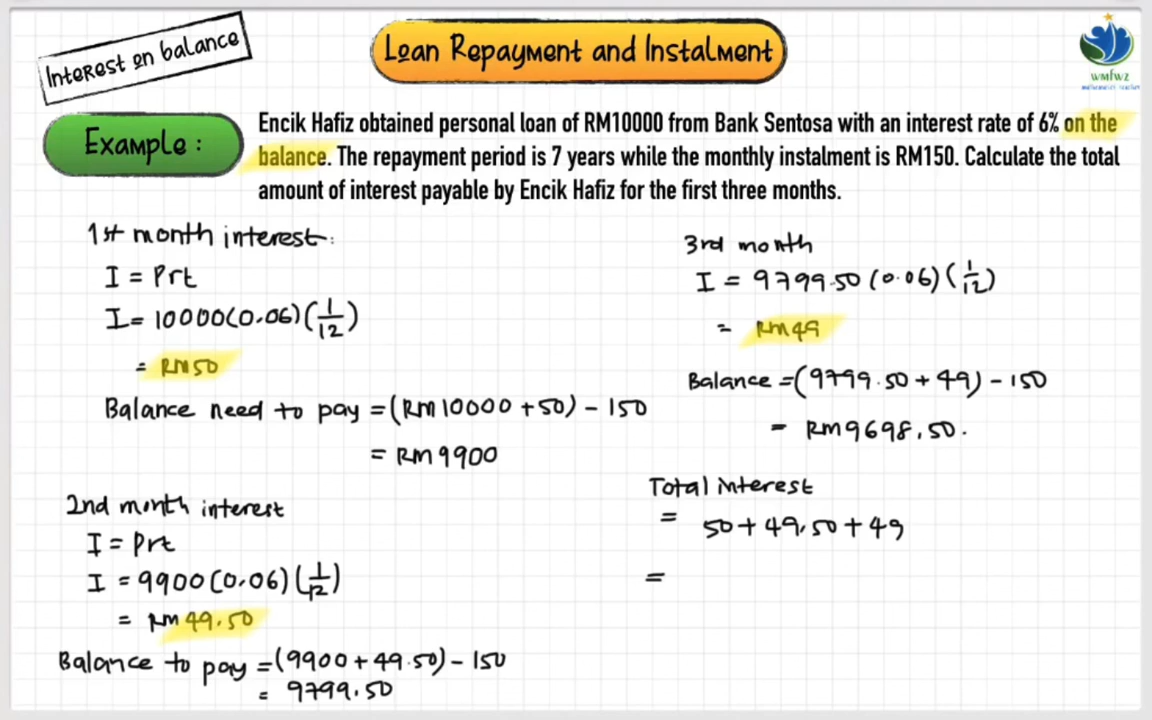 Interest on balance
Loan Repayment and Instalment
WMFWZ
mathematics teacher
Example :
Encik Hafiz obtained personal loan of RM10000 from Bank Sentosa with an interest rate of 6% on the
balance. The repayment period is 7 years while the monthly instalment is RM150. Calculate the total
amount of interest payable by Encik Hafiz for the first three months.
1st month interest:
I = Prt
I = 10000(0.06)(1/12)
= RM50
Balance need to pay = (RM10000 + 50) - 150
= RM9900
2nd month interest
I = Prt
I = 9900(0.06)(1/12)
= RM49.50
Balance to pay = (9900 + 49.50) - 150
= 9799.50
3rd month
I = 9799.50(0.06)(1/12)
= RM49
Balance = (9799.50 + 49) - 150
= RM9698.50.
Total interest
= 50 + 49.50 + 49
=